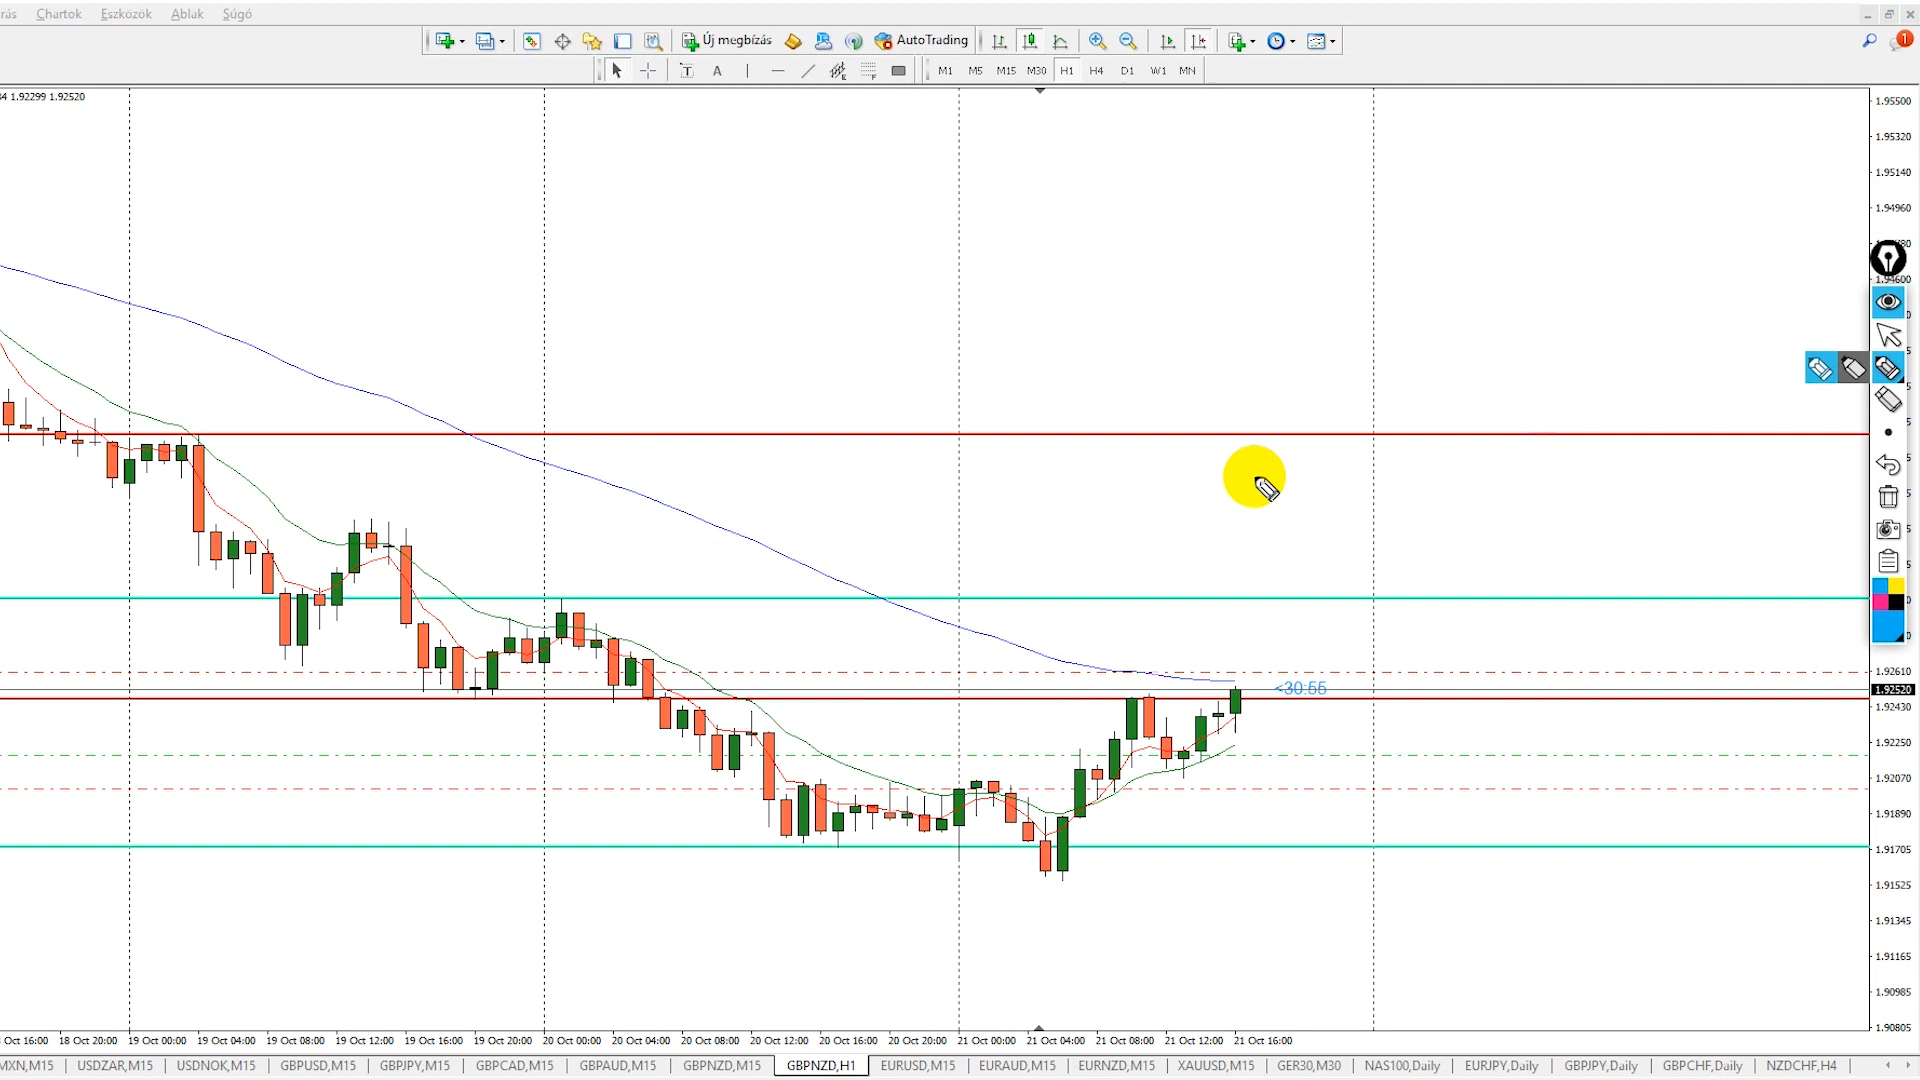 rás Chartok Eszközök Ablak Súgó
Új megbízás AutoTrading 1
T A E F M1 M5 M15 M30 H1 H4 D1 W1 MN
04 1.92299 1.92520
1.95500
1.95320
1.95140
1.94960
1.92610
<30:55
1.92520
1.92430
1.92250
1.92070
1.91890
1.91705
1.91525
1.91345
1.91165
1.90985
1.90805
Oct 16:00 18 Oct 20:00 19 Oct 00:00 19 Oct 04:00 19 Oct 08:00 19 Oct 12:00 19 Oct 16:00 19 Oct 20:00 20 Oct 00:00 20 Oct 04:00 20 Oct 08:00 20 Oct 12:00 20 Oct 16:00 20 Oct 20:00 21 Oct 00:00 21 Oct 04:00 21 Oct 08:00 21 Oct 12:00 21 Oct 16:00
MXN,M15 USDZAR,M15 USDNOK,M15 GBPUSD,M15 GBPJPY,M15 GBPCAD,M15 GBPAUD,M15 GBPNZD,M15 GBPNZD,H1 EURUSD,M15 EURAUD,M15 EURNZD,M15 XAUUSD,M15 GER30,M30 NAS100,Daily EURJPY,Daily GBPJPY,Daily GBPCHF,Daily NZDCHF,H4